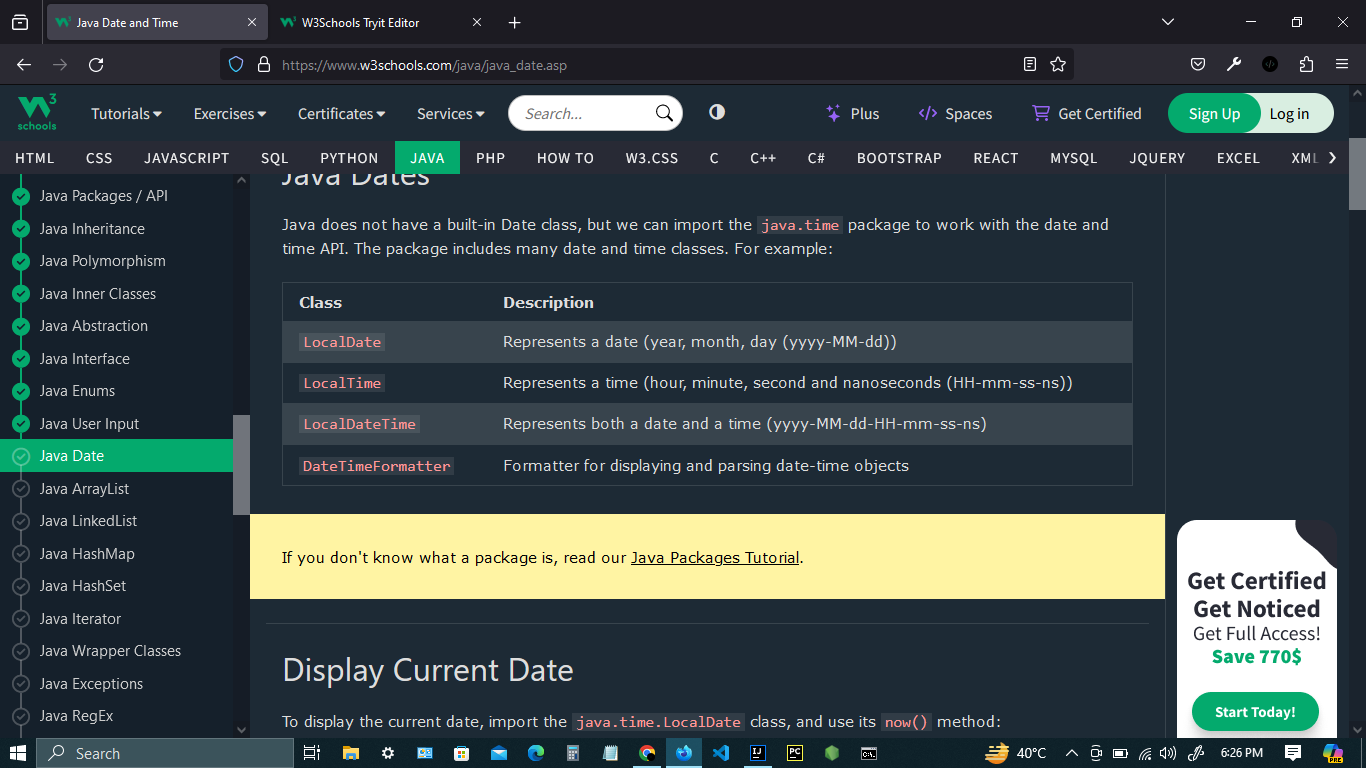 Java Date and Time
W3Schools Tryit Editor
https://www.w3schools.com/java/java_date.asp
3
schools
Tutorials
Exercises
Certificates
Services
Search...
Plus
Spaces
Get Certified
Sign Up
Log in
HTML CSS JAVASCRIPT SQL PYTHON JAVA PHP HOW TO W3.CSS C C++ C# BOOTSTRAP REACT MYSQL JQUERY EXCEL XML
Java Packages / API
Java Inheritance
Java Polymorphism
Java Inner Classes
Java Abstraction
Java Interface
Java Enums
Java User Input
Java Date
Java ArrayList
Java LinkedList
Java HashMap
Java HashSet
Java Iterator
Java Wrapper Classes
Java Exceptions
Java RegEx
Java Dates
Java does not have a built-in Date class, but we can import the java.time package to work with the date and
time API. The package includes many date and time classes. For example:
Class Description
LocalDate Represents a date (year, month, day (yyyy-MM-dd))
LocalTime Represents a time (hour, minute, second and nanoseconds (HH-mm-ss-ns))
LocalDateTime Represents both a date and a time (yyyy-MM-dd-HH-mm-ss-ns)
DateTimeFormatter Formatter for displaying and parsing date-time objects
If you don't know what a package is, read our Java Packages Tutorial.
Display Current Date
To display the current date, import the java.time.LocalDate class, and use its now() method:
Get Certified
Get Noticed
Get Full Access!
Save 770$
Start Today!
Search
40°C
6:26 PM